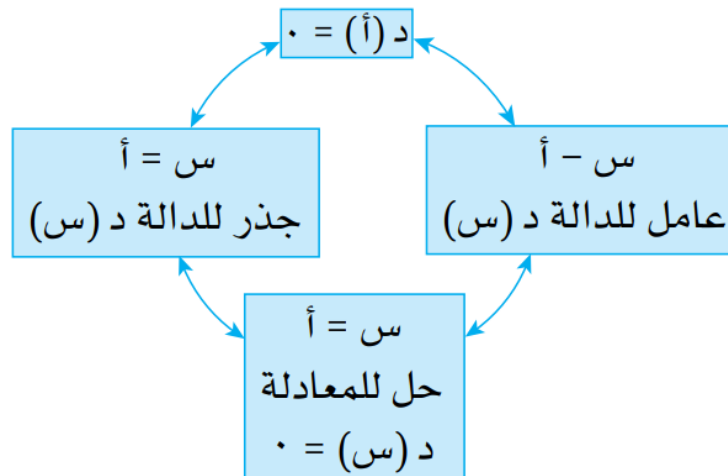 د (أ) = ٠
س – أ
عامل للدالة د (س)
س = أ
جذر للدالة د (س)
س = أ
حل للمعادلة
د (س) = ٠